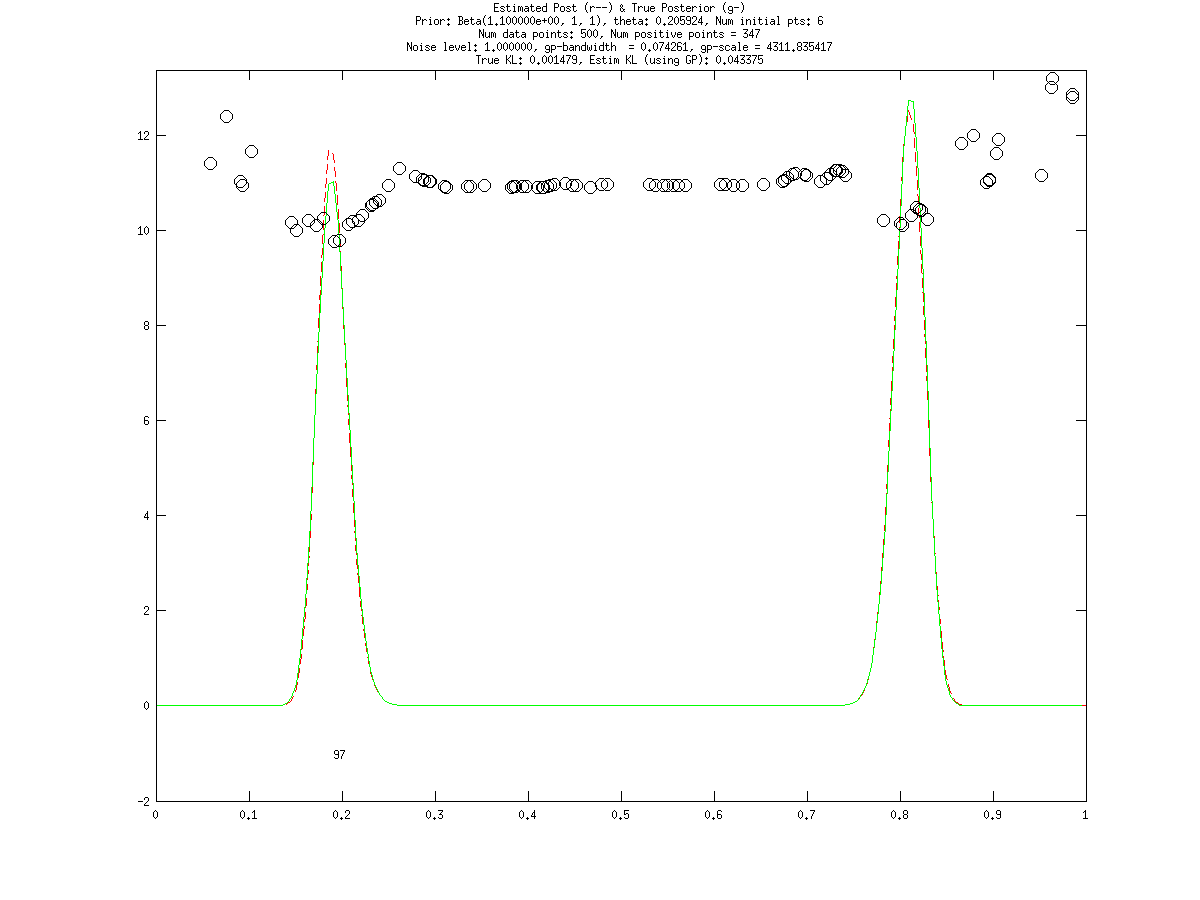 Estimated Post (r--) & True Posterior (g-)
Prior: Beta(1.100000e+00, 1, 1), theta: 0.205924, Num initial pts: 6
Num data points: 500, Num positive points = 347
Noise level: 1.000000, gp-bandwidth = 0.074261, gp-scale = 4311.835417
True KL: 0.001479, Estim KL (using GP): 0.043375
12
10
8
6
4
2
0
97
-2
0 0.1 0.2 0.3 0.4 0.5 0.6 0.7 0.8 0.9 1